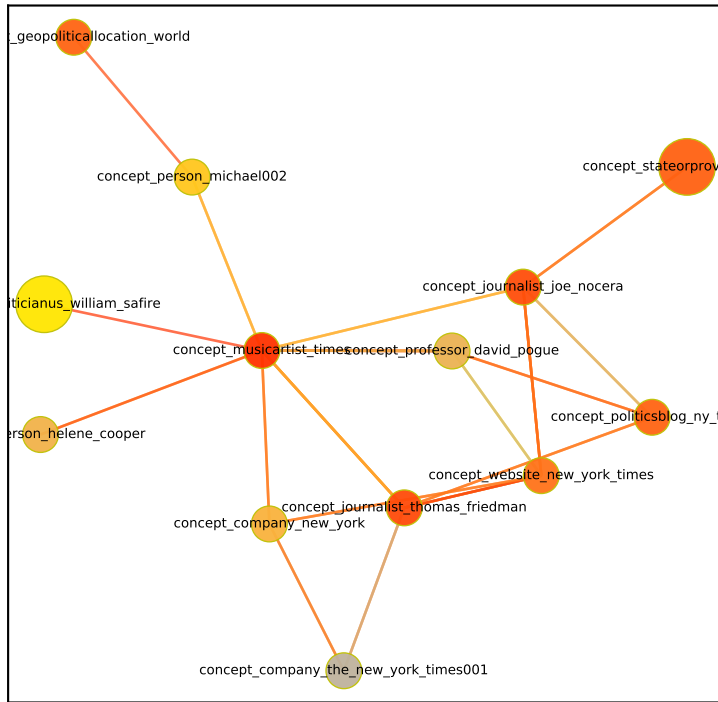 :_geopoliticallocation_world
concept_stateorprov
concept_person_michael002
concept_journalist_joe_nocera
iticianus_william_safire
concept_musicartist_times
concept_professor_david_pogue
concept_politicsblog_ny_t
erson_helene_cooper
concept_website_new_york_times
concept_journalist_thomas_friedman
concept_company_new_york
concept_company_the_new_york_times001